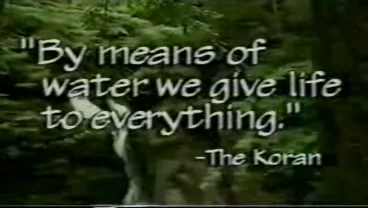 "By means of
water we give life
to everything."
-The Koran